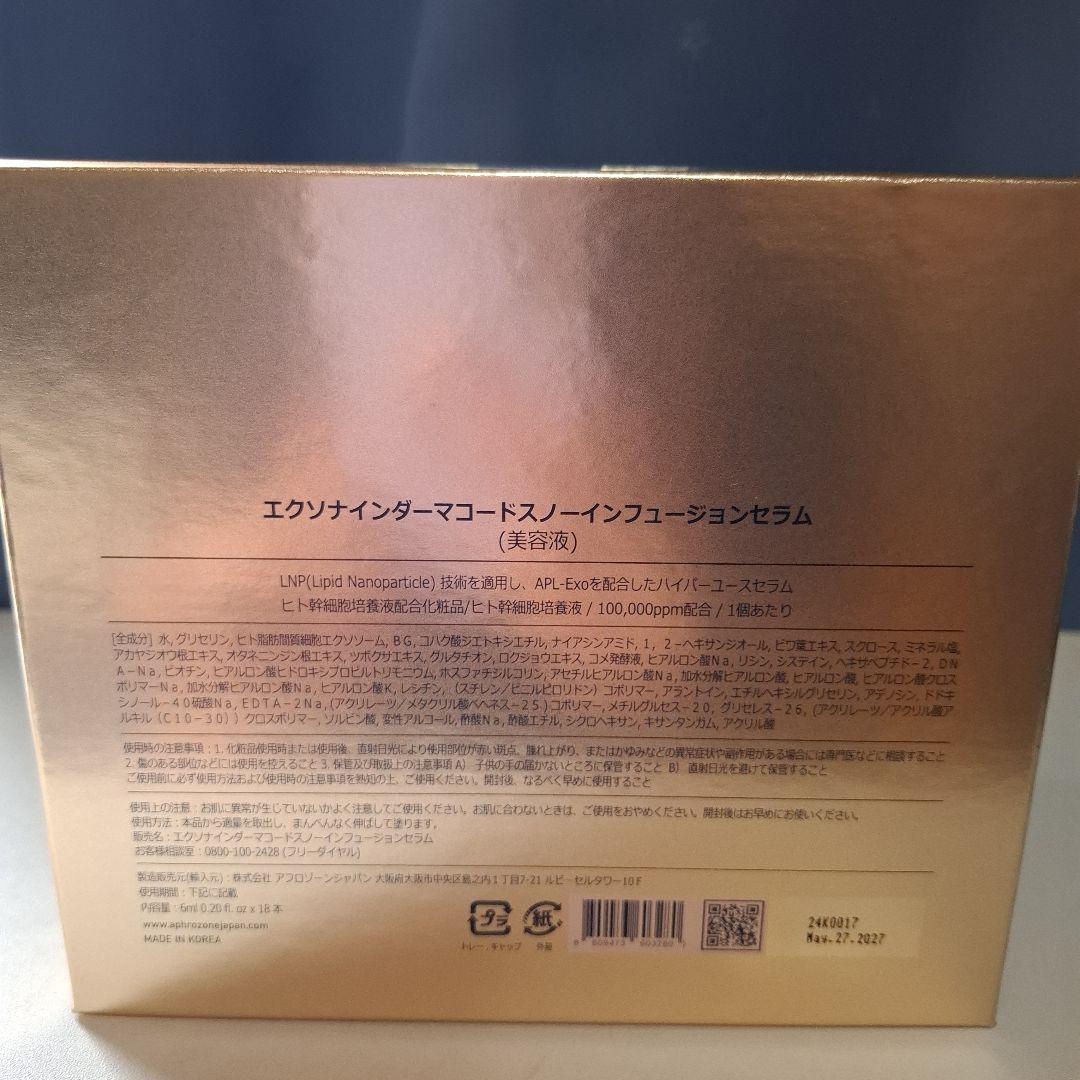 エクソナインダーマコードスノーインフュージョンセラム
(美容液)
LNP(Lipid Nanoparticle) 技術を適用し、APL-Exoを配合したハイパーユースセラム
ヒト幹細胞培養液配合化粧品/ヒト幹細胞培養液 / 100,000ppm配合 / 1個あたり
[全成分] 水, グリセリン, ヒト脂肪間質細胞エクソソーム, BG, コハク酸ジエトキシエチル, ナイアシンアミド, 1, 2-ヘキサンジオール, ビワ葉エキス, スクロース, ミネラル塩,
アカヤジオウ根エキス, オタネニンジン根エキス, ツボクサエキス, グルタチオン, ロクジョウエキス, コメ発酵液, ヒアルロン酸Na, リシン, システイン, ヘキサペプチド-2, DN
A-Na, ビオチン, ヒアルロン酸ヒドロキシプロピルトリモニウム, ホスファチジルコリン, アセチルヒアルロン酸Na, 加水分解ヒアルロン酸, ヒアルロン酸, ヒアルロン酸クロス
ポリマーNa, 加水分解ヒアルロン酸Na, ヒアルロン酸K, レシチン, (スチレン/ビニルピロリドン) コポリマー, アラントイン, エチルヘキシルグリセリン, アデノシン, ドドキ
シノール-40硫酸Na, EDTA-2Na, (アクリレーツ/メタクリル酸ベヘネス-25) コポリマー, メチルグルセス-20, グリセレス-26, (アクリレーツ/アクリル酸ア
ルキル (C10-30)) クロスポリマー, ソルビン酸, 変性アルコール, 酢酸Na, 酢酸エチル, シクロヘキサン, キサンタンガム, アクリル酸
使用時の注意事項 : 1. 化粧品使用時または使用後、直射日光により使用部位が赤い斑点、腫れ上がり、またはかゆみなどの異常症状や副作用がある場合には専門医などに相談すること
2. 傷のある部位などには使用を控えること 3. 保管及び取扱上の注意事項 A) 子供の手の届かないところに保管すること B) 直射日光を避けて保管すること
ご使用前に必ず使用方法および使用時の注意事項を熟知の上、ご使用ください。開封後、なるべく早めに使用すること
使用上の注意 : お肌に異常が生じていないかよく注意してご使用ください。お肌に合わないときは、ご使用をおやめください。開封後はお早めにお使いください。
使用方法 : 本品から適量を取出し、まんべんなく伸ばして塗ります。
販売名 : エクソナインダーマコードスノーインフュージョンセラム
お客様相談室 : 0800-100-2428 (フリーダイヤル)
製造販売元(輸入元) : 株式会社 アフロゾーンジャパン 大阪府大阪市中央区島之内1丁目7-21 ルビーセルタワー10F
使用期間 : 下記に記載
内容量 : 6ml 0.20 fl. oz x 18 本
www.aphrozonejapan.com
MADE IN KOREA
プラ
トレー , キャップ
紙
外箱
24K0017
May.27.2027